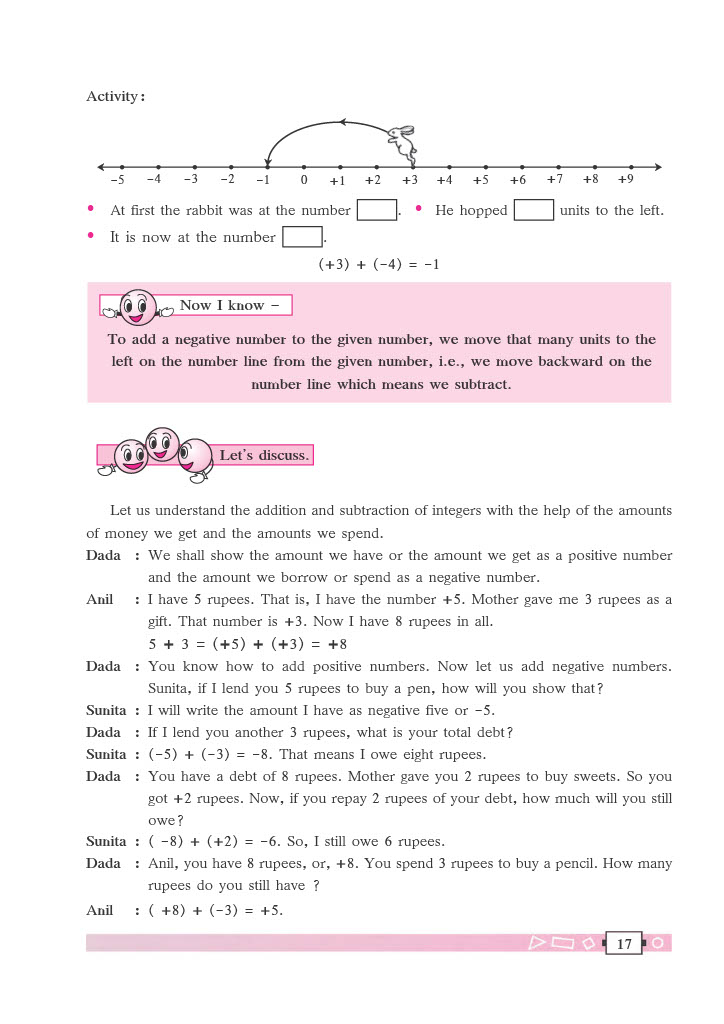 Activity :
-5 -4 -3 -2 -1 0 +1 +2 +3 +4 +5 +6 +7 +8 +9
• At first the rabbit was at the number . • He hopped units to the left.
• It is now at the number .
(+3) + (-4) = -1
Now I know -
To add a negative number to the given number, we move that many units to the
left on the number line from the given number, i.e., we move backward on the
number line which means we subtract.
Let's discuss.
Let us understand the addition and subtraction of integers with the help of the amounts
of money we get and the amounts we spend.
Dada : We shall show the amount we have or the amount we get as a positive number
and the amount we borrow or spend as a negative number.
Anil : I have 5 rupees. That is, I have the number +5. Mother gave me 3 rupees as a
gift. That number is +3. Now I have 8 rupees in all.
5 + 3 = (+5) + (+3) = +8
Dada : You know how to add positive numbers. Now let us add negative numbers.
Sunita, if I lend you 5 rupees to buy a pen, how will you show that?
Sunita : I will write the amount I have as negative five or -5.
Dada : If I lend you another 3 rupees, what is your total debt?
Sunita : (-5) + (-3) = -8. That means I owe eight rupees.
Dada : You have a debt of 8 rupees. Mother gave you 2 rupees to buy sweets. So you
got +2 rupees. Now, if you repay 2 rupees of your debt, how much will you still
owe?
Sunita : ( -8) + (+2) = -6. So, I still owe 6 rupees.
Dada : Anil, you have 8 rupees, or, +8. You spend 3 rupees to buy a pencil. How many
rupees do you still have ?
Anil : ( +8) + (-3) = +5.
17